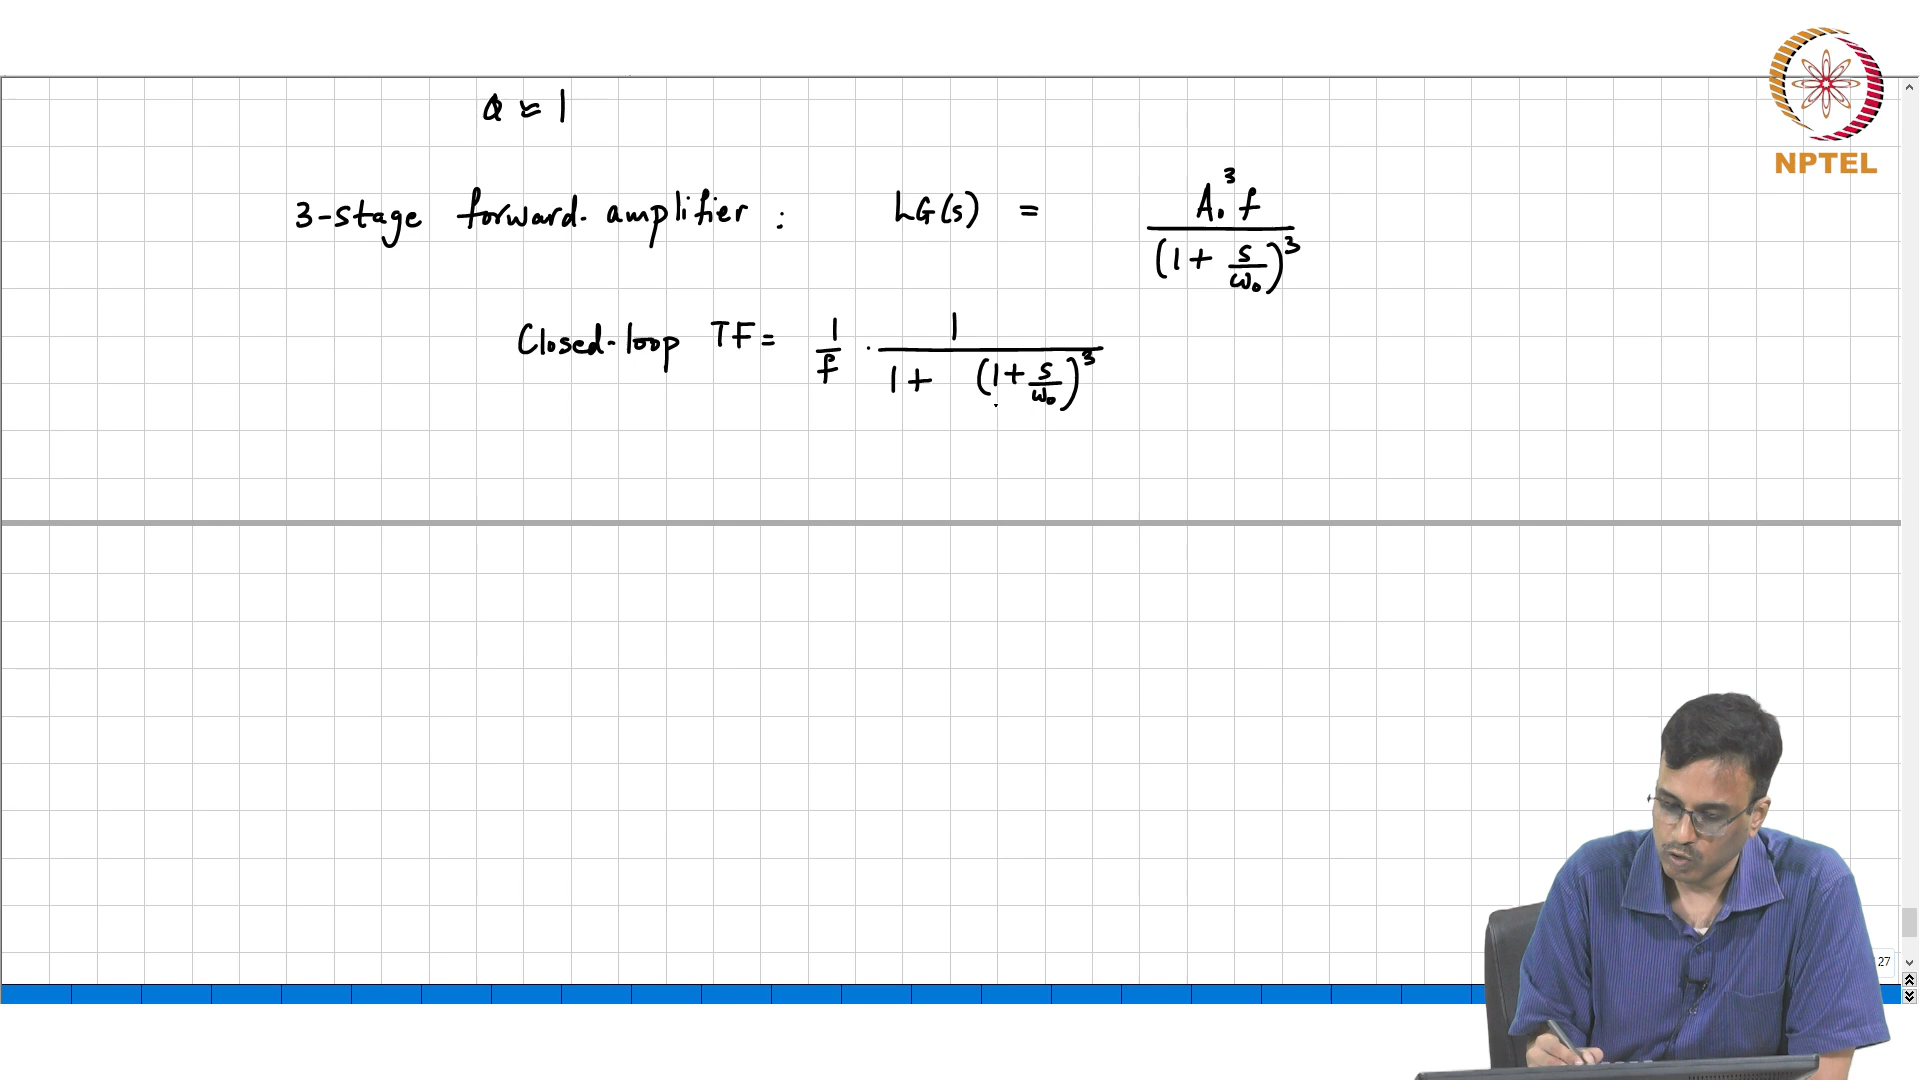 Q ≈ 1
NPTEL
3-stage forward amplifier : LG(s) = A₀³ f / (1 + s/ω₀)³
Closed-loop TF = 1/f · 1 / 1 + (1 + s/ω₀)³
27